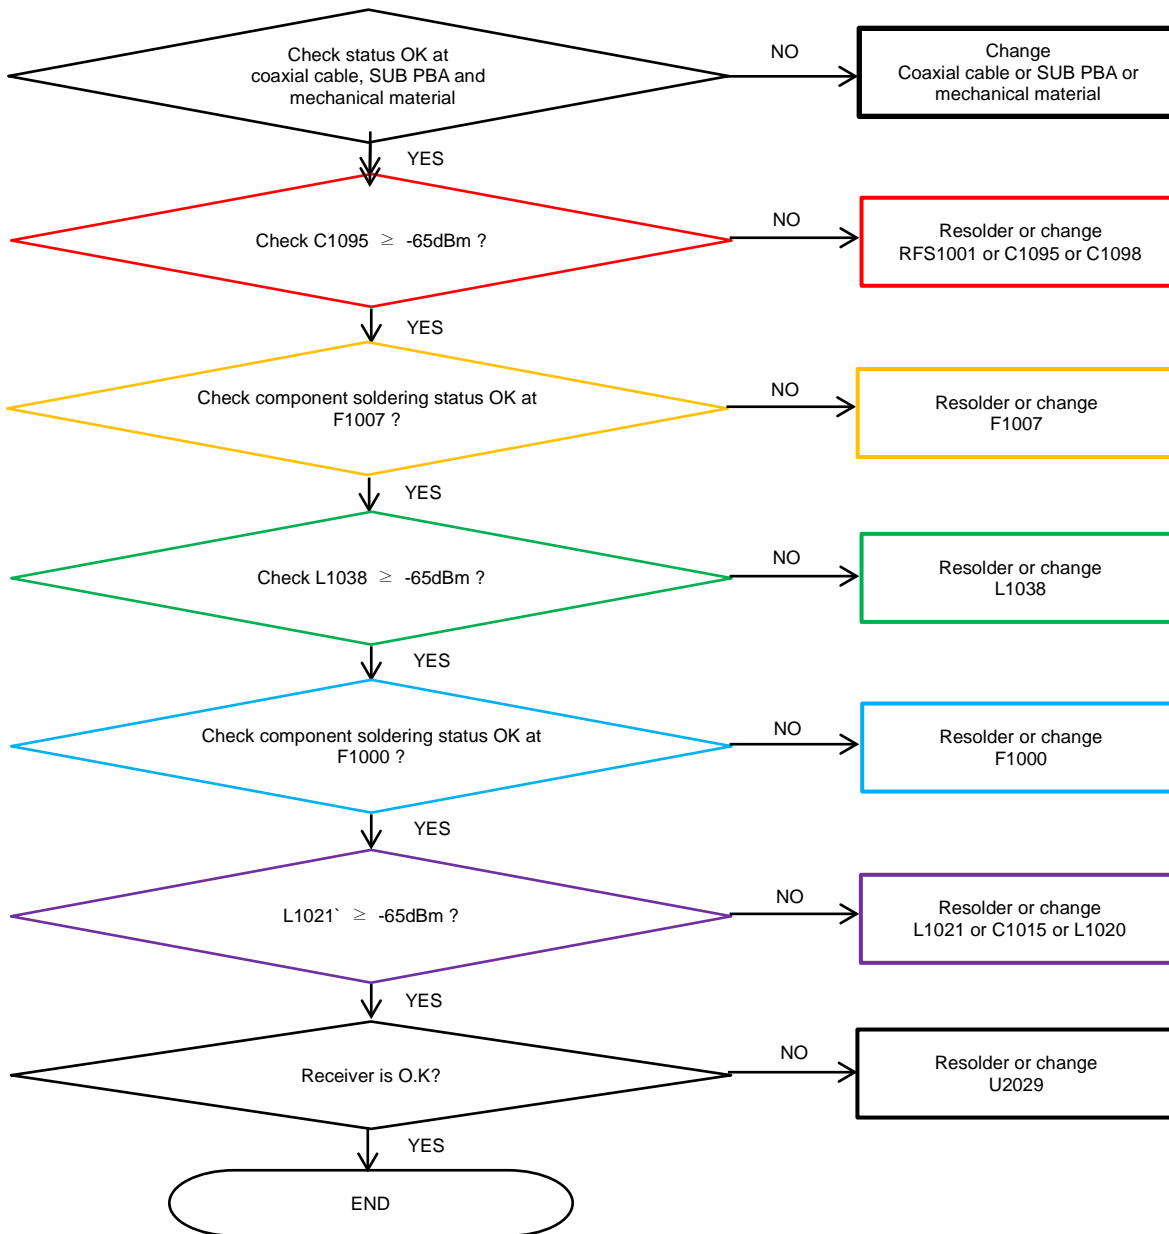 Check status OK at
coaxial cable, SUB PBA and
mechanical material
NO
Change
Coaxial cable or SUB PBA or
mechanical material
YES
Check C1095 ≥ -65dBm ?
NO
Resolder or change
RFS1001 or C1095 or C1098
YES
Check component soldering status OK at
F1007 ?
NO
Resolder or change
F1007
YES
Check L1038 ≥ -65dBm ?
NO
Resolder or change
L1038
YES
Check component soldering status OK at
F1000 ?
NO
Resolder or change
F1000
YES
L1021` ≥ -65dBm ?
NO
Resolder or change
L1021 or C1015 or L1020
YES
Receiver is O.K?
NO
Resolder or change
U2029
YES
END